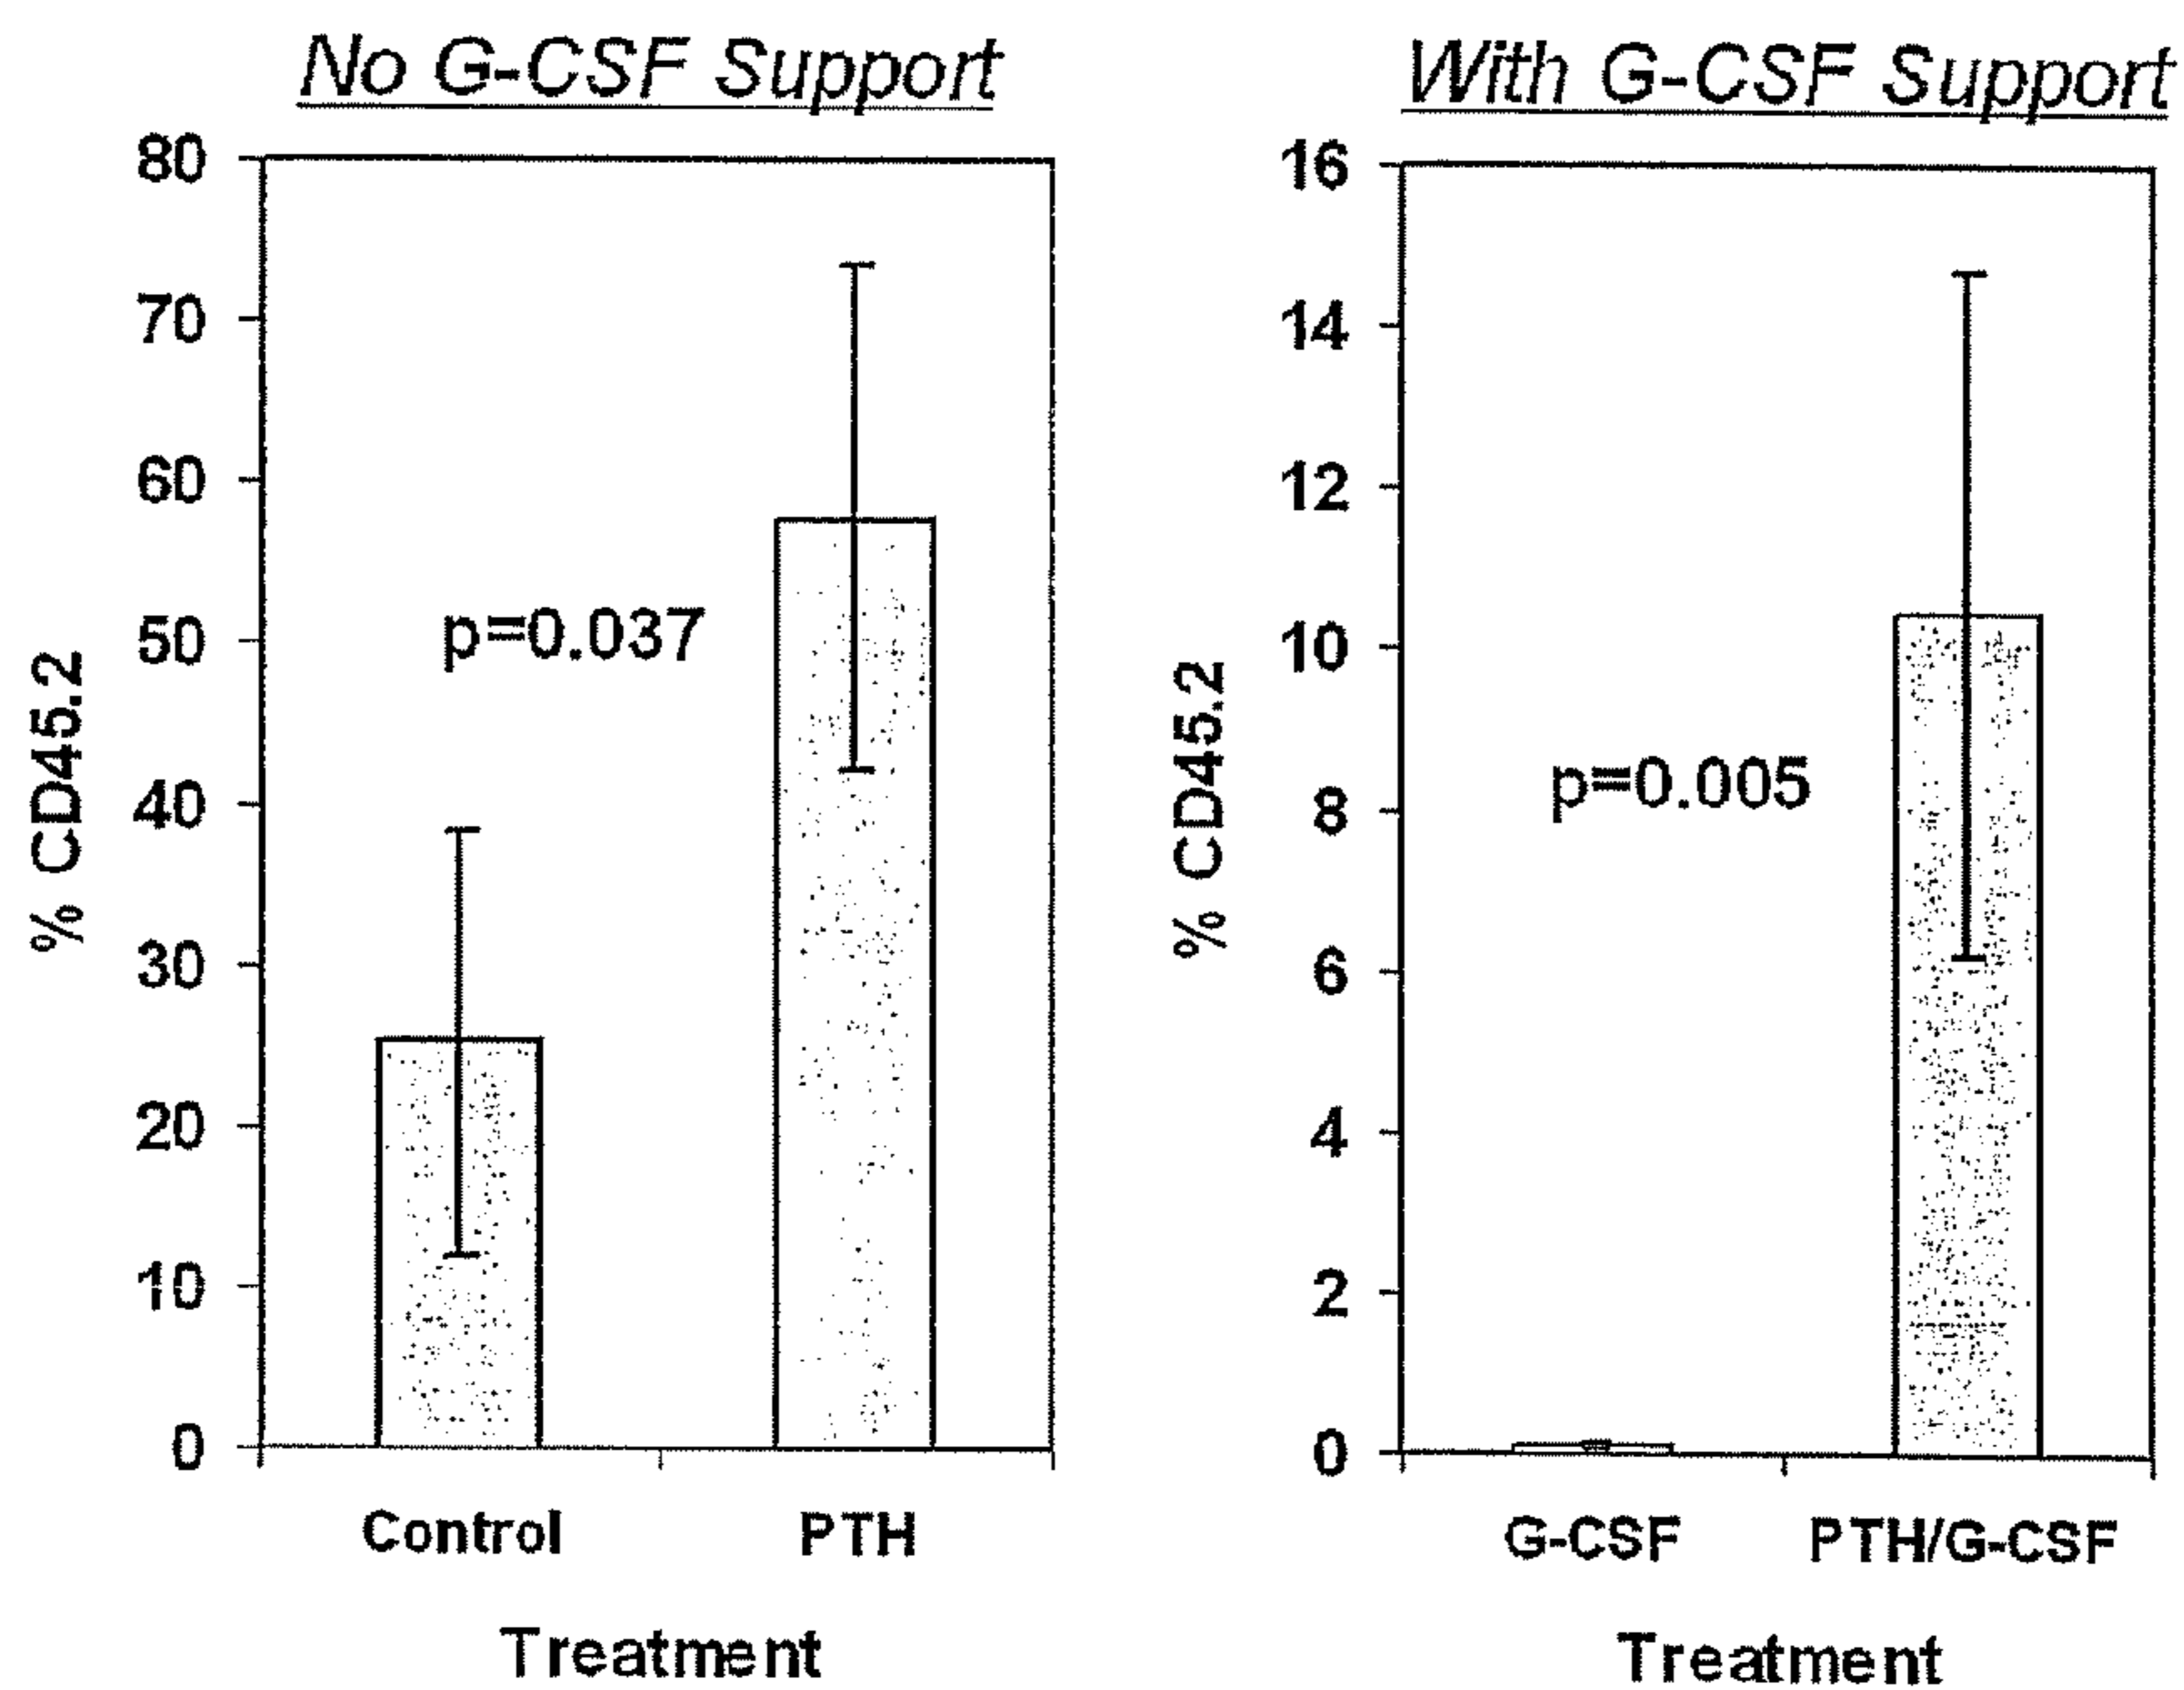 No G-CSF Support
80
70
60
50
40
30
20
10
0
% CD45.2
p=0.037
Control PTH
Treatment
With G-CSF Support
16
14
12
10
8
6
4
2
0
% CD45.2
p=0.005
G-CSF PTH/G-CSF
Treatment